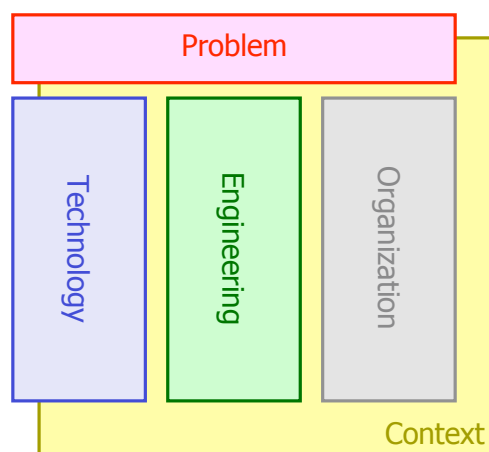 Problem
Technology
Engineering
Organization
Context